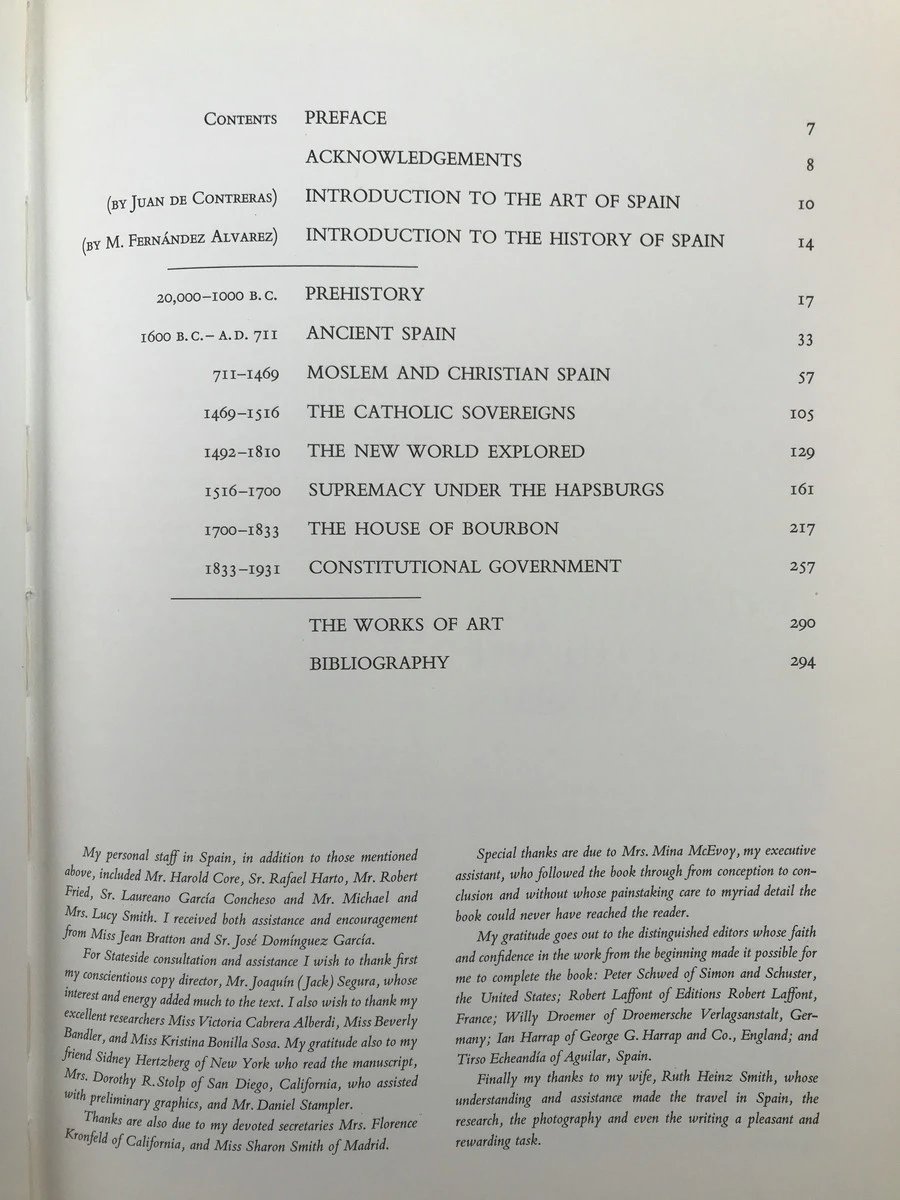 CONTENTS PREFACE 7
ACKNOWLEDGEMENTS 8
(BY JUAN DE CONTRERAS) INTRODUCTION TO THE ART OF SPAIN 10
(BY M. FERNÁNDEZ ALVAREZ) INTRODUCTION TO THE HISTORY OF SPAIN 14
20,000–1000 B.C. PREHISTORY 17
1600 B.C.– A.D. 711 ANCIENT SPAIN 33
711–1469 MOSLEM AND CHRISTIAN SPAIN 57
1469–1516 THE CATHOLIC SOVEREIGNS 105
1492–1810 THE NEW WORLD EXPLORED 129
1516–1700 SUPREMACY UNDER THE HAPSBURGS 161
1700–1833 THE HOUSE OF BOURBON 217
1833–1931 CONSTITUTIONAL GOVERNMENT 257
THE WORKS OF ART 290
BIBLIOGRAPHY 294
My personal staff in Spain, in addition to those mentioned
above, included Mr. Harold Core, Sr. Rafael Harto, Mr. Robert
Fried, Sr. Laureano García Concheso and Mr. Michael and
Mrs. Lucy Smith. I received both assistance and encouragement
from Miss Jean Bratton and Sr. José Domínguez García.
For Stateside consultation and assistance I wish to thank first
my conscientious copy director, Mr. Joaquín (Jack) Segura, whose
interest and energy added much to the text. I also wish to thank my
excellent researchers Miss Victoria Cabrera Alberdi, Miss Beverly
Bandler, and Miss Kristina Bonilla Sosa. My gratitude also to my
friend Sidney Hertzberg of New York who read the manuscript,
Mrs. Dorothy R. Stolp of San Diego, California, who assisted
with preliminary graphics, and Mr. Daniel Stampler.
Thanks are also due to my devoted secretaries Mrs. Florence
Kronfeld of California, and Miss Sharon Smith of Madrid.
Special thanks are due to Mrs. Mina McEvoy, my executive
assistant, who followed the book through from conception to con-
clusion and without whose painstaking care to myriad detail the
book could never have reached the reader.
My gratitude goes out to the distinguished editors whose faith
and confidence in the work from the beginning made it possible for
me to complete the book: Peter Schwed of Simon and Schuster,
the United States; Robert Laffont of Editions Robert Laffont,
France; Willy Droemer of Droemersche Verlagsanstalt, Ger-
many; Ian Harrap of George G. Harrap and Co., England; and
Tirso Echeandía of Aguilar, Spain.
Finally my thanks to my wife, Ruth Heinz Smith, whose
understanding and assistance made the travel in Spain, the
research, the photography and even the writing a pleasant and
rewarding task.